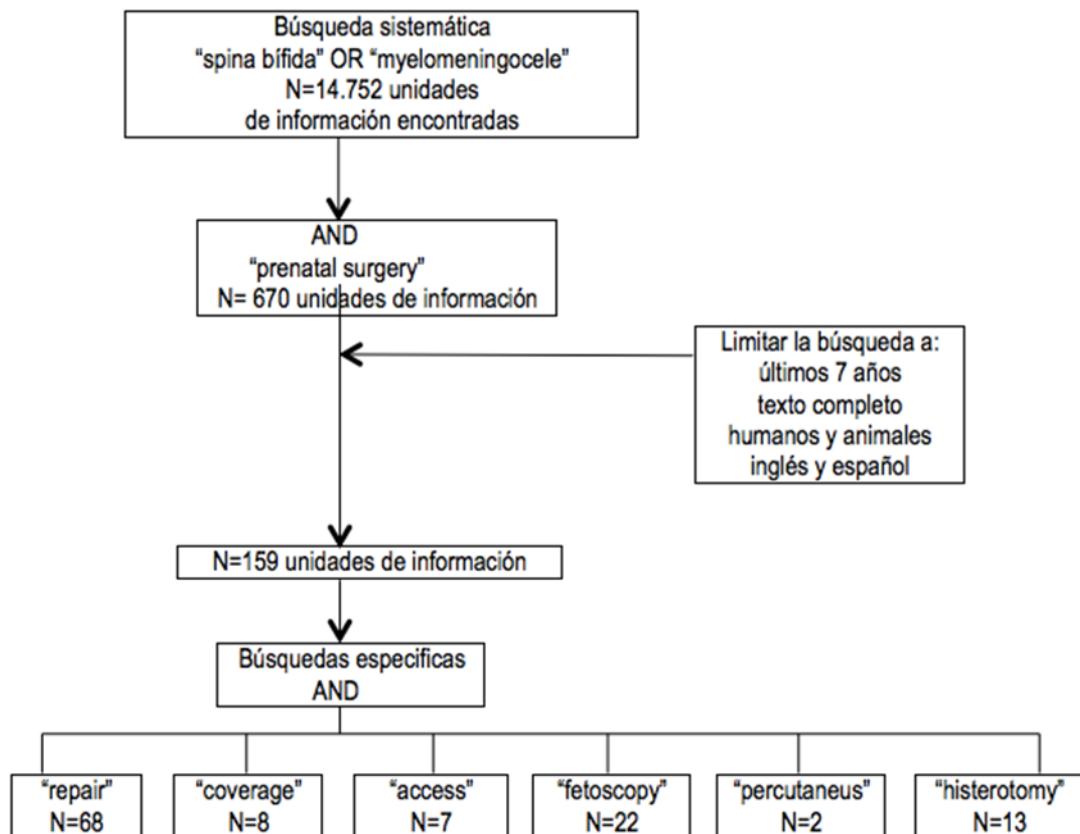 Búsqueda sistemática
“spina bífida” OR “myelomeningocele”
N=14.752 unidades
de información encontradas
AND
“prenatal surgery”
N= 670 unidades de información
Limitar la búsqueda a:
últimos 7 años
texto completo
humanos y animales
inglés y español
N=159 unidades de información
Búsquedas especificas
AND
“repair”
N=68
“coverage”
N=8
“access”
N=7
“fetoscopy”
N=22
“percutaneus”
N=2
“histerotomy”
N=13